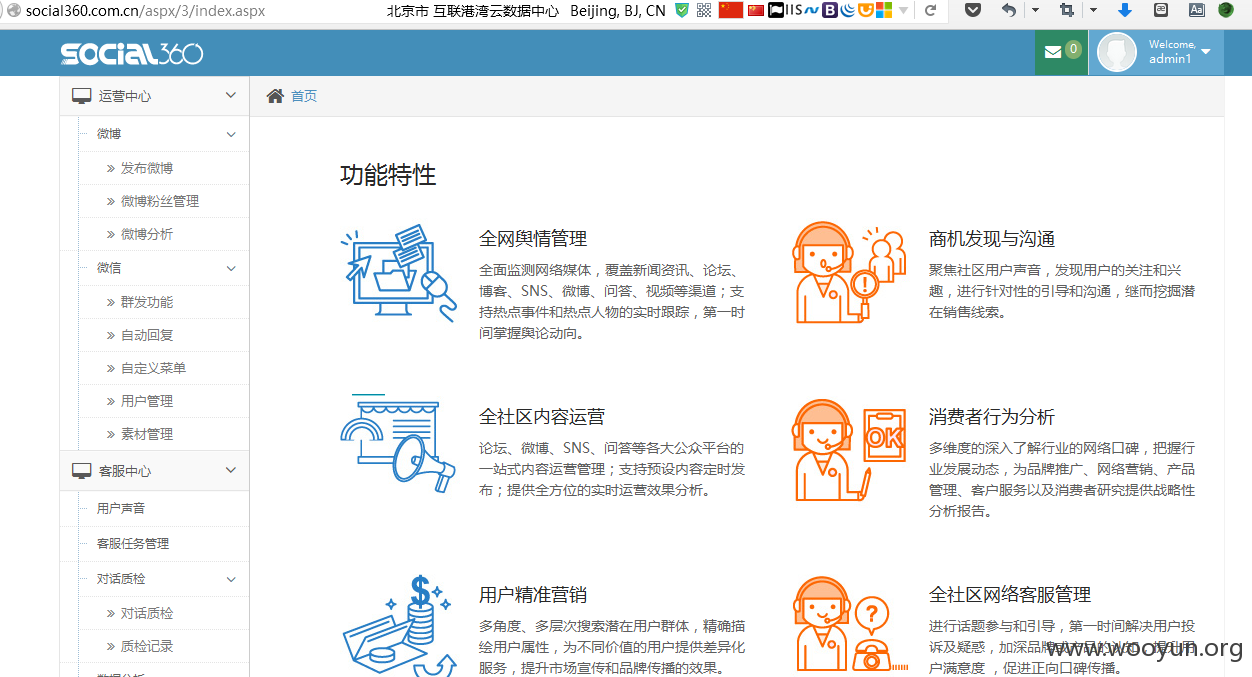 social360.com.cn/aspx/3/index.aspx
北京市 互联港湾云数据中心 Beijing, BJ, CN
IIS
B
æ
Aa
SOCIAL360
0
Welcome,
admin1
运营中心
首页
微博
发布微博
微博粉丝管理
微博分析
微信
群发功能
自动回复
自定义菜单
用户管理
素材管理
客服中心
用户声音
客服任务管理
对话质检
对话质检
质检记录
功能特性
全网舆情管理
全面监测网络媒体，覆盖新闻资讯、论坛、
博客、SNS、微博、问答、视频等渠道；支
持热点事件和热点人物的实时跟踪，第一时
间掌握舆论动向。
商机发现与沟通
聚焦社区用户声音，发现用户的关注和兴
趣，进行针对性的引导和沟通，继而挖掘潜
在销售线索。
全社区内容运营
论坛、微博、SNS、问答等各大公众平台的
一站式内容运营管理；支持预设内容定时发
布；提供全方位的实时运营效果分析。
OK
消费者行为分析
多维度的深入了解行业的网络口碑，把握行
业发展动态，为品牌推广、网络营销、产品
管理、客户服务以及消费者研究提供战略性
分析报告。
$
用户精准营销
多角度、多层次搜索潜在用户群体，精确描
绘用户属性，为不同价值的用户提供差异化
服务，提升市场宣传和品牌传播的效果。
?
全社区网络客服管理
进行话题参与和引导，第一时间解决用户投
诉及疑惑，加深品牌或产品的认知，提升用
户满意度 ，促进正向口碑传播。
www.wooyun.org